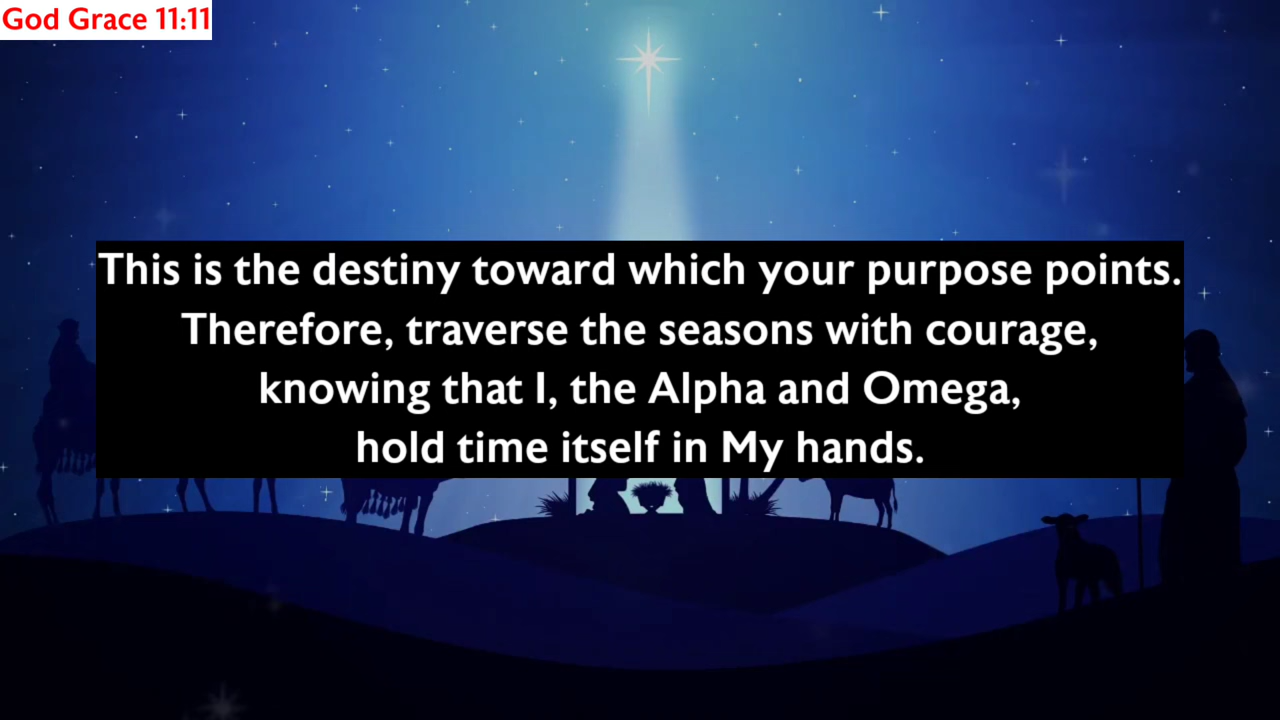 God Grace 11:11
This is the destiny toward which your purpose points.
Therefore, traverse the seasons with courage,
knowing that I, the Alpha and Omega,
hold time itself in My hands.